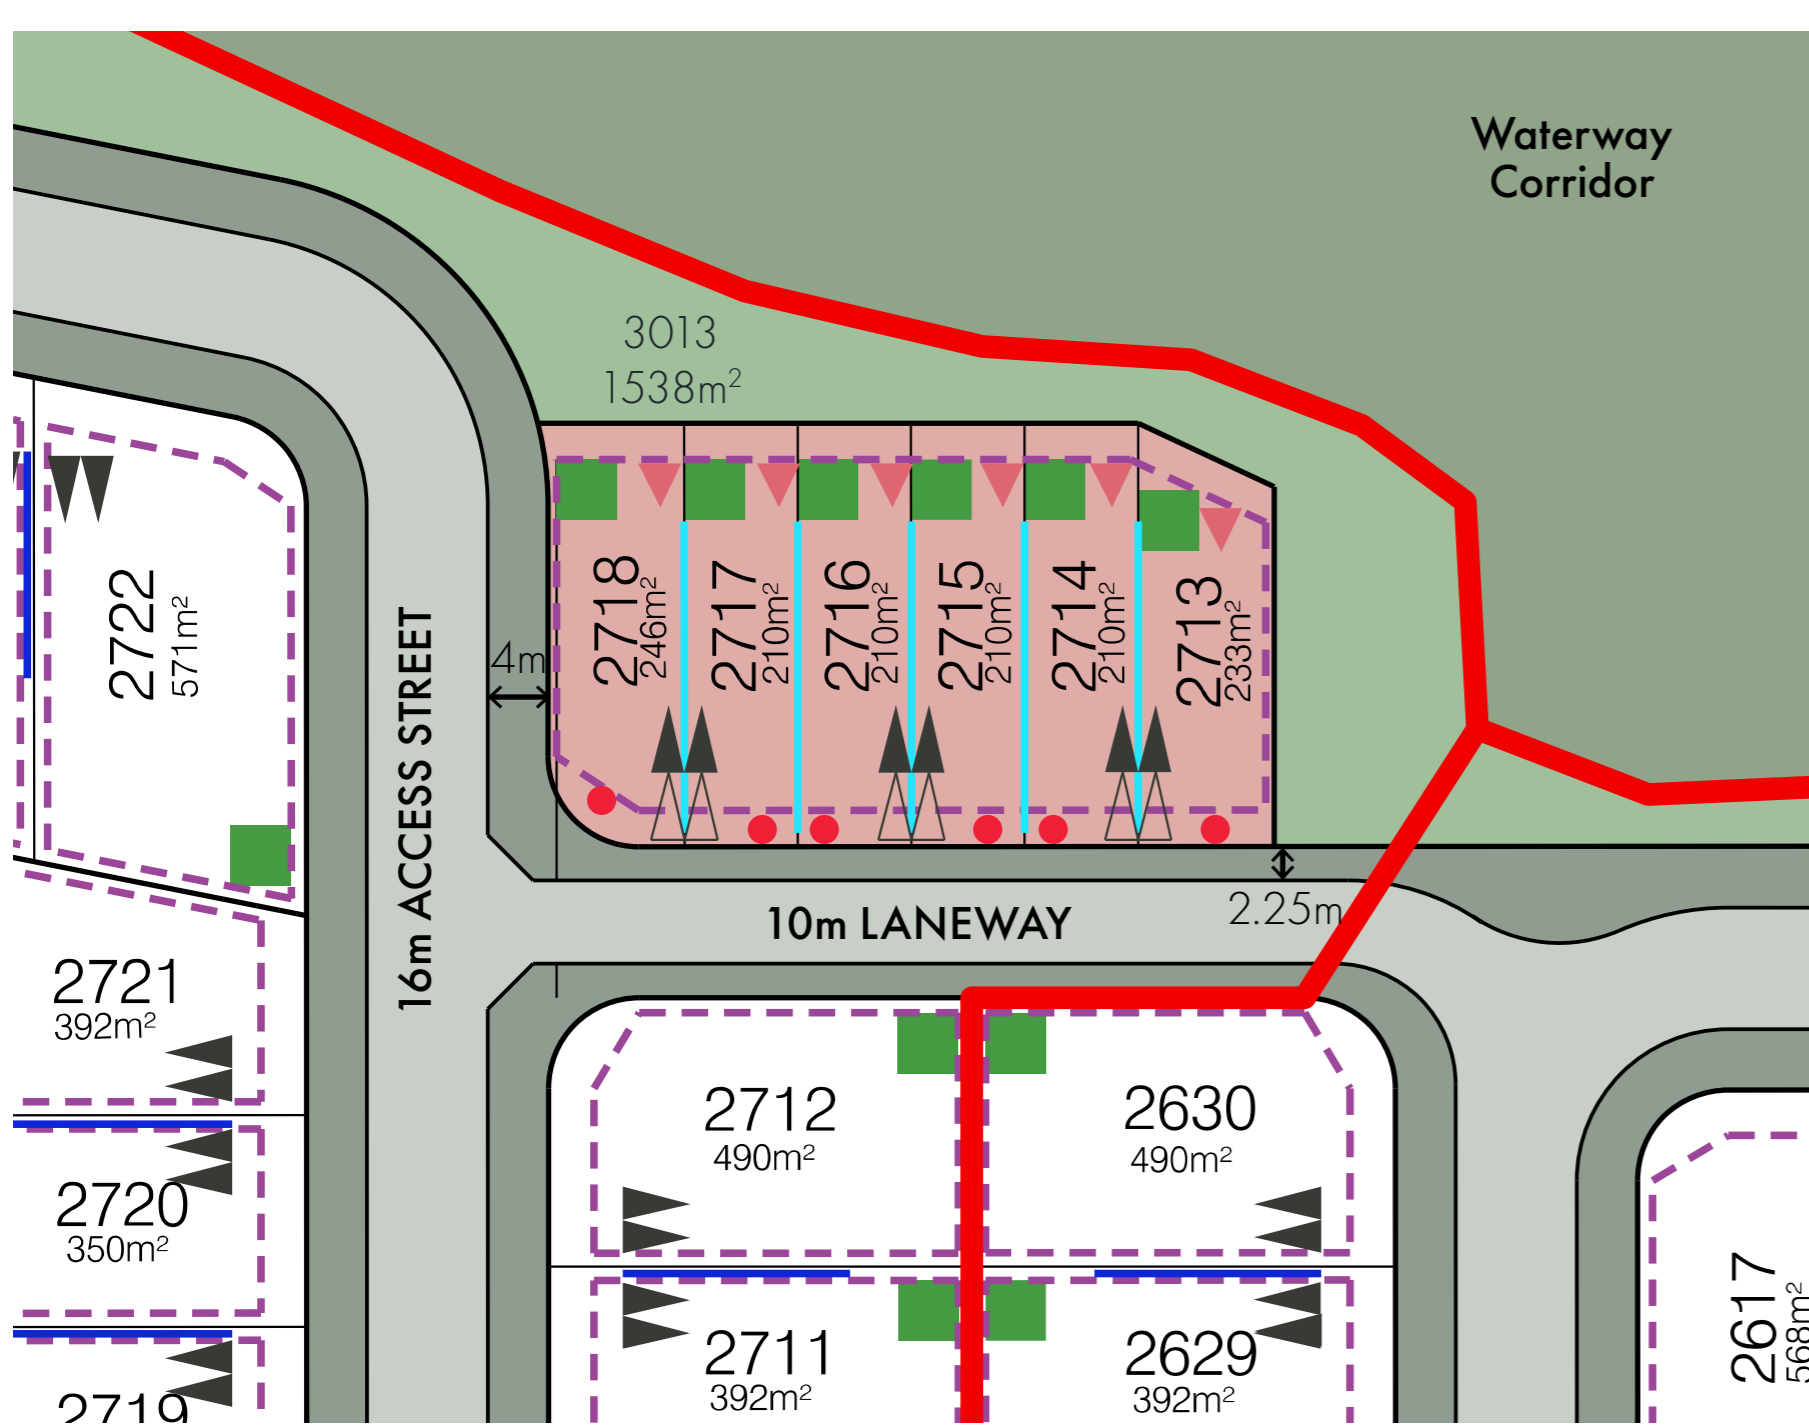 Waterway
Corridor
3013
1538m²
2722
571m²
16m ACCESS STREET
4m
2718
246m²
2717
210m²
2716
210m²
2715
210m²
2714
210m²
2713
233m²
10m LANEWAY
2.25m
2721
392m²
2720
350m²
2719
2712
490m²
2630
490m²
2711
392m²
2629
392m²
2617
568m²